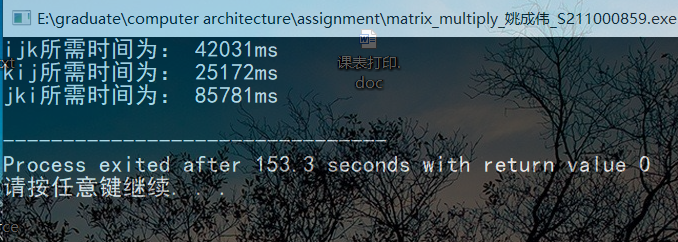 E:\graduate\computer architecture\assignment\matrix_multiply_姚成伟_S211000859.exe
ijk所需时间为: 42031ms
kij所需时间为: 25172ms
jki所需时间为: 85781ms
课表打印.
doc
--------------------------------
Process exited after 153.3 seconds with return value 0
请按任意键继续. . .